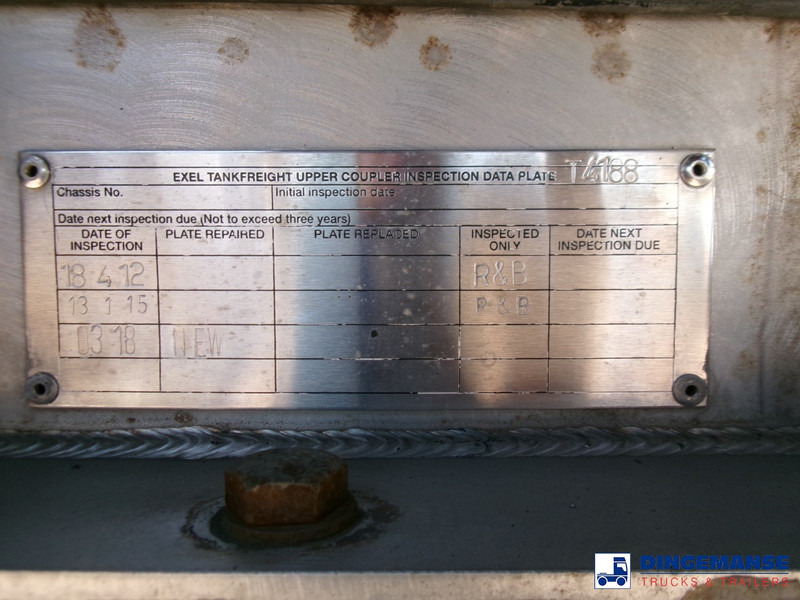 EXEL TANKFREIGHT UPPER COUPLER INSPECTION DATA PLATE T4188
Chassis No. Initial inspection date
Date next inspection due (Not to exceed three years)
DATE OF INSPECTION PLATE REPAIRED PLATE REPLACED INSPECTED ONLY DATE NEXT INSPECTION DUE
18 4 12 R&B
13 1 15 R&B
03 18 NEW
DINGEMANSE
TRUCKS & TRAILERS